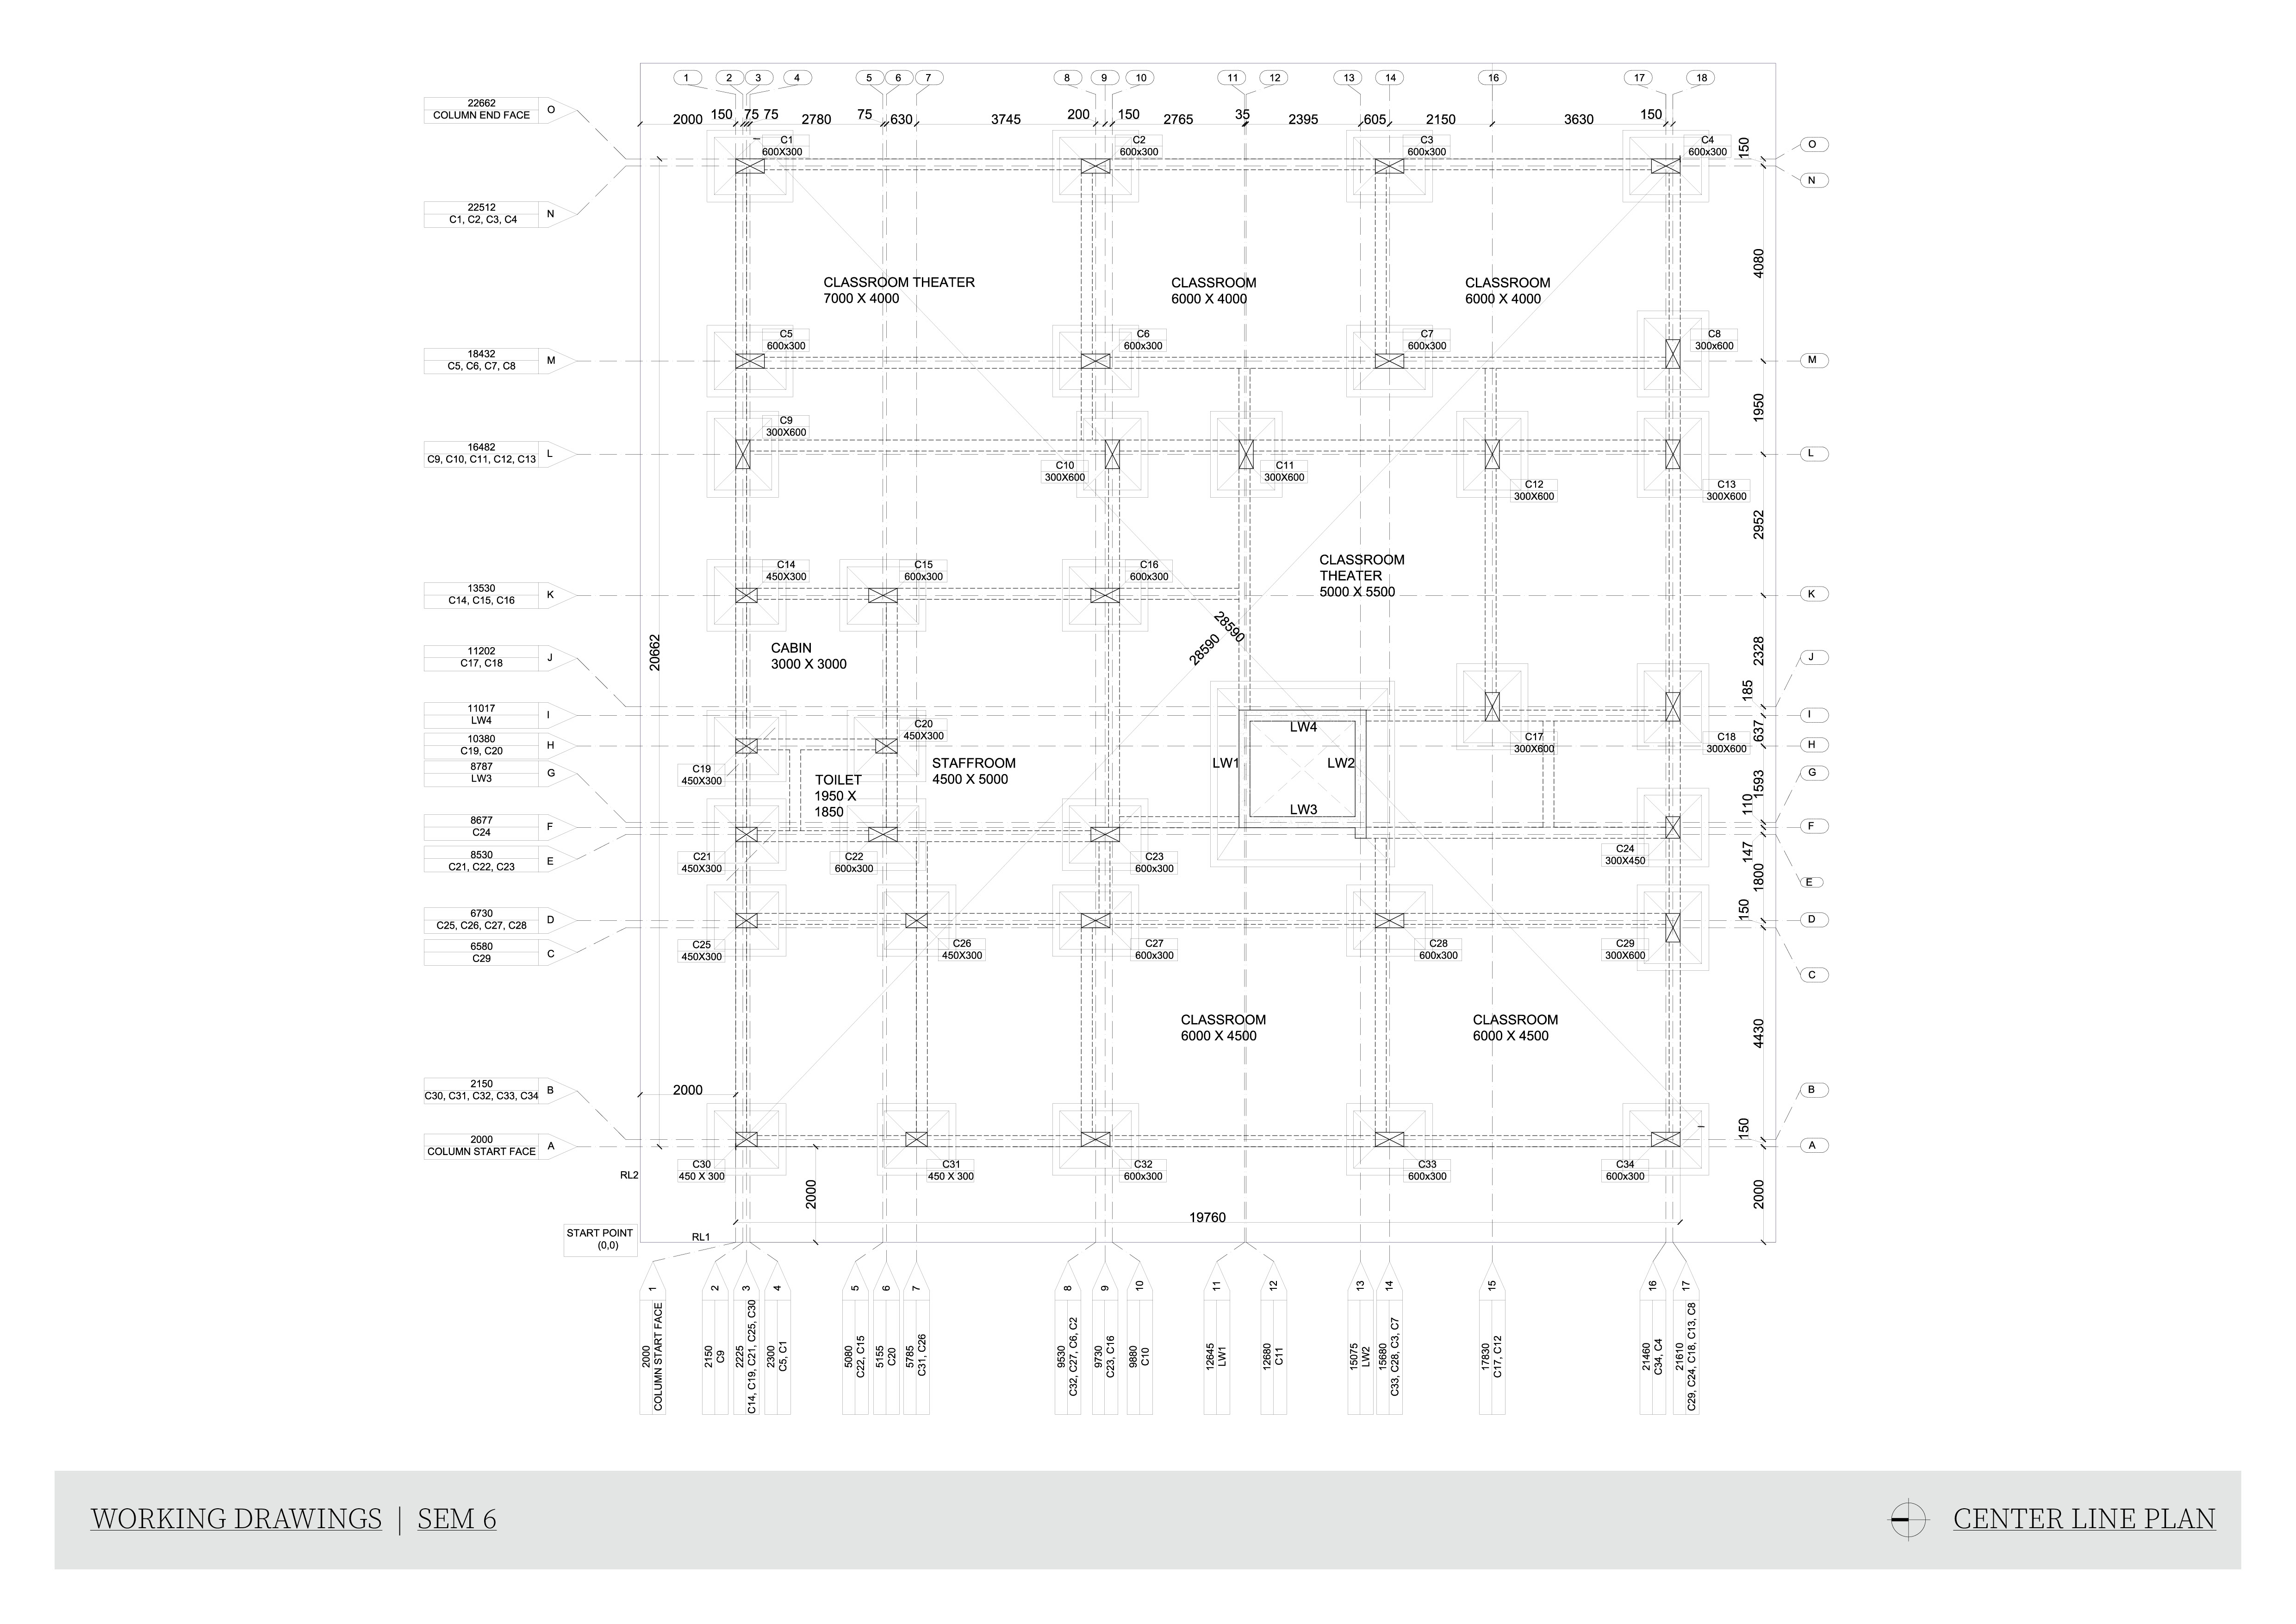 1 2 3 4 5 6 7 8 9 10 11 12 13 14 16 17 18
2000 150 75 75 2780 75 630 3745 200 150 2765 35 2395 605 2150 3630 150
22662
COLUMN END FACE
O
22512
C1, C2, C3, C4
N
18432
C5, C6, C7, C8
M
16482
C9, C10, C11, C12, C13
L
13530
C14, C15, C16
K
11202
C17, C18
J
11017
LW4
I
10380
C19, C20
H
8787
LW3
G
8677
C24
F
8530
C21, C22, C23
E
6730
C25, C26, C27, C28
D
6580
C29
C
2150
C30, C31, C32, C33, C34
B
2000
COLUMN START FACE
A
C1
600X300
C2
600x300
C3
600x300
C4
600x300
CLASSROOM THEATER
7000 X 4000
CLASSROOM
6000 X 4000
CLASSROOM
6000 X 4000
C5
600x300
C6
600x300
C7
600x300
C8
300x600
C9
300X600
C10
300X600
C11
300X600
C12
300X600
C13
300X600
C14
450X300
C15
600x300
C16
600x300
CLASSROOM
THEATER
5000 X 5500
CABIN
3000 X 3000
20662
28590
28590
C17
300X600
C18
300X600
C19
450X300
C20
450X300
STAFFROOM
4500 X 5000
TOILET
1950 X
1850
LW4
LW1
LW2
LW3
C21
450X300
C22
600x300
C23
600x300
C24
300X450
C25
450X300
C26
450X300
C27
600x300
C28
600x300
C29
300X600
CLASSROOM
6000 X 4500
CLASSROOM
6000 X 4500
2000
C30
450 X 300
C31
450 X 300
C32
600x300
C33
600x300
C34
600x300
2000
19760
RL2
RL1
START POINT
(0,0)
150
4080
1950
2952
2328
185
637
1593
110
147
1800
150
4430
150
2000
O
N
M
L
K
J
I
H
G
F
E
D
C
B
A
1
2000
COLUMN START FACE
2
2150
C9
3
2225
C14, C19, C21, C25, C30
4
2300
C5, C1
5
5080
C22, C15
6
5155
C20
7
5785
C31, C26
8
9530
C32, C27, C6, C2
9
9730
C23, C16
10
9880
C10
11
12645
LW1
12
12680
C11
13
15075
LW2
14
15680
C33, C28, C3, C7
15
17830
C17, C12
16
21460
C34, C4
17
21610
C29, C24, C18, C13, C8
WORKING DRAWINGS | SEM 6
CENTER LINE PLAN